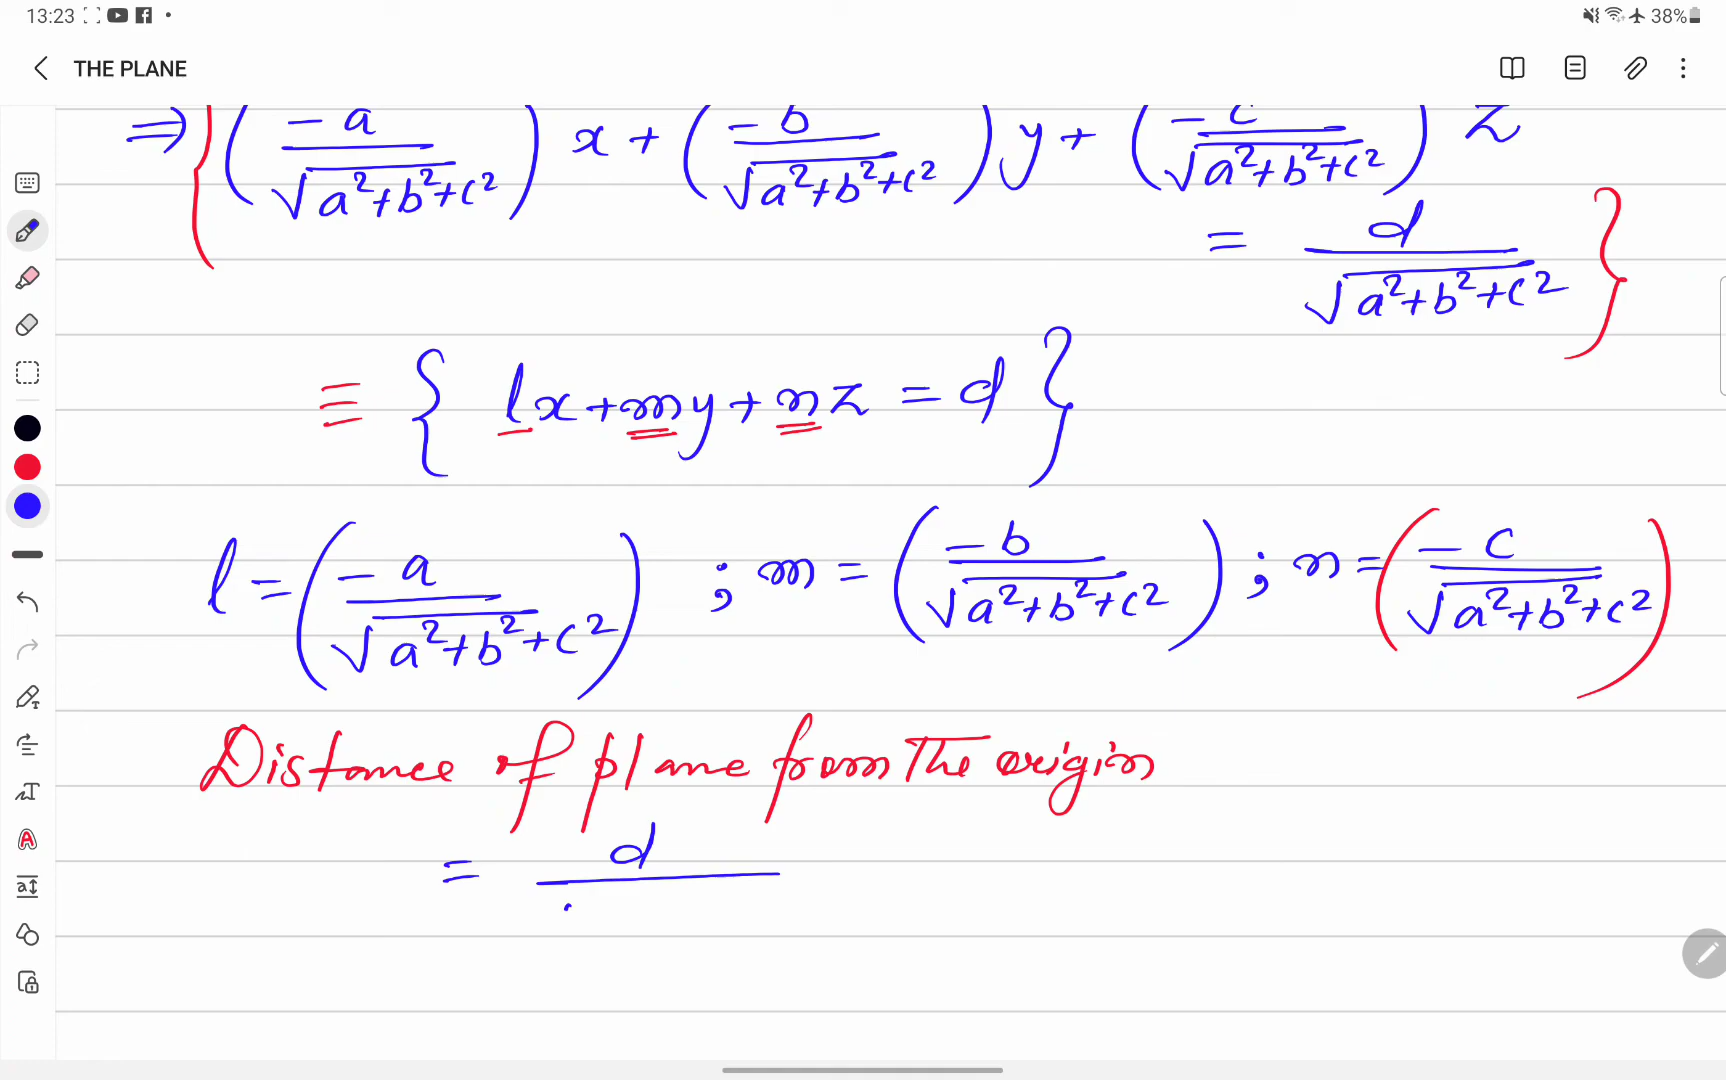 13:23
38%
THE PLANE
⇒ { (-a/√a²+b²+c²) x + (-b/√a²+b²+c²) y + (-c/√a²+b²+c²) z
= d/√a²+b²+c² }
≡ { lx + my + nz = d }
l = (-a/√a²+b²+c²) ; m = (-b/√a²+b²+c²) ; n = (-c/√a²+b²+c²)
Distance of plane from The origin
= d/